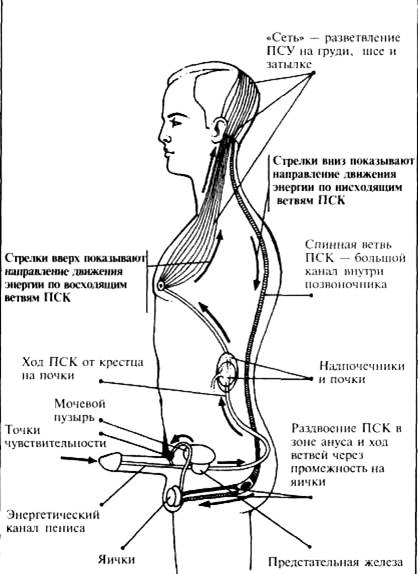 «Сеть» — разветвление
ПСУ на груди, шее и
затылке
Стрелки вниз показывают
направление движения
энергии по нисходящим
ветвям ПСК
Стрелки вверх показывают
направление движения
энергии по восходящим
ветвям ПСК
Спинная ветвь
ПСК — большой
канал внутри
позвоночника
Ход ПСК от крестца
на почки
Надпочечники
и почки
Мочевой
пузырь
Точки
чувствительности
Раздвоение ПСК в
зоне ануса и ход
ветвей через
промежность на
яички
Энергетический
канал пениса
Яички
Предстательная железа